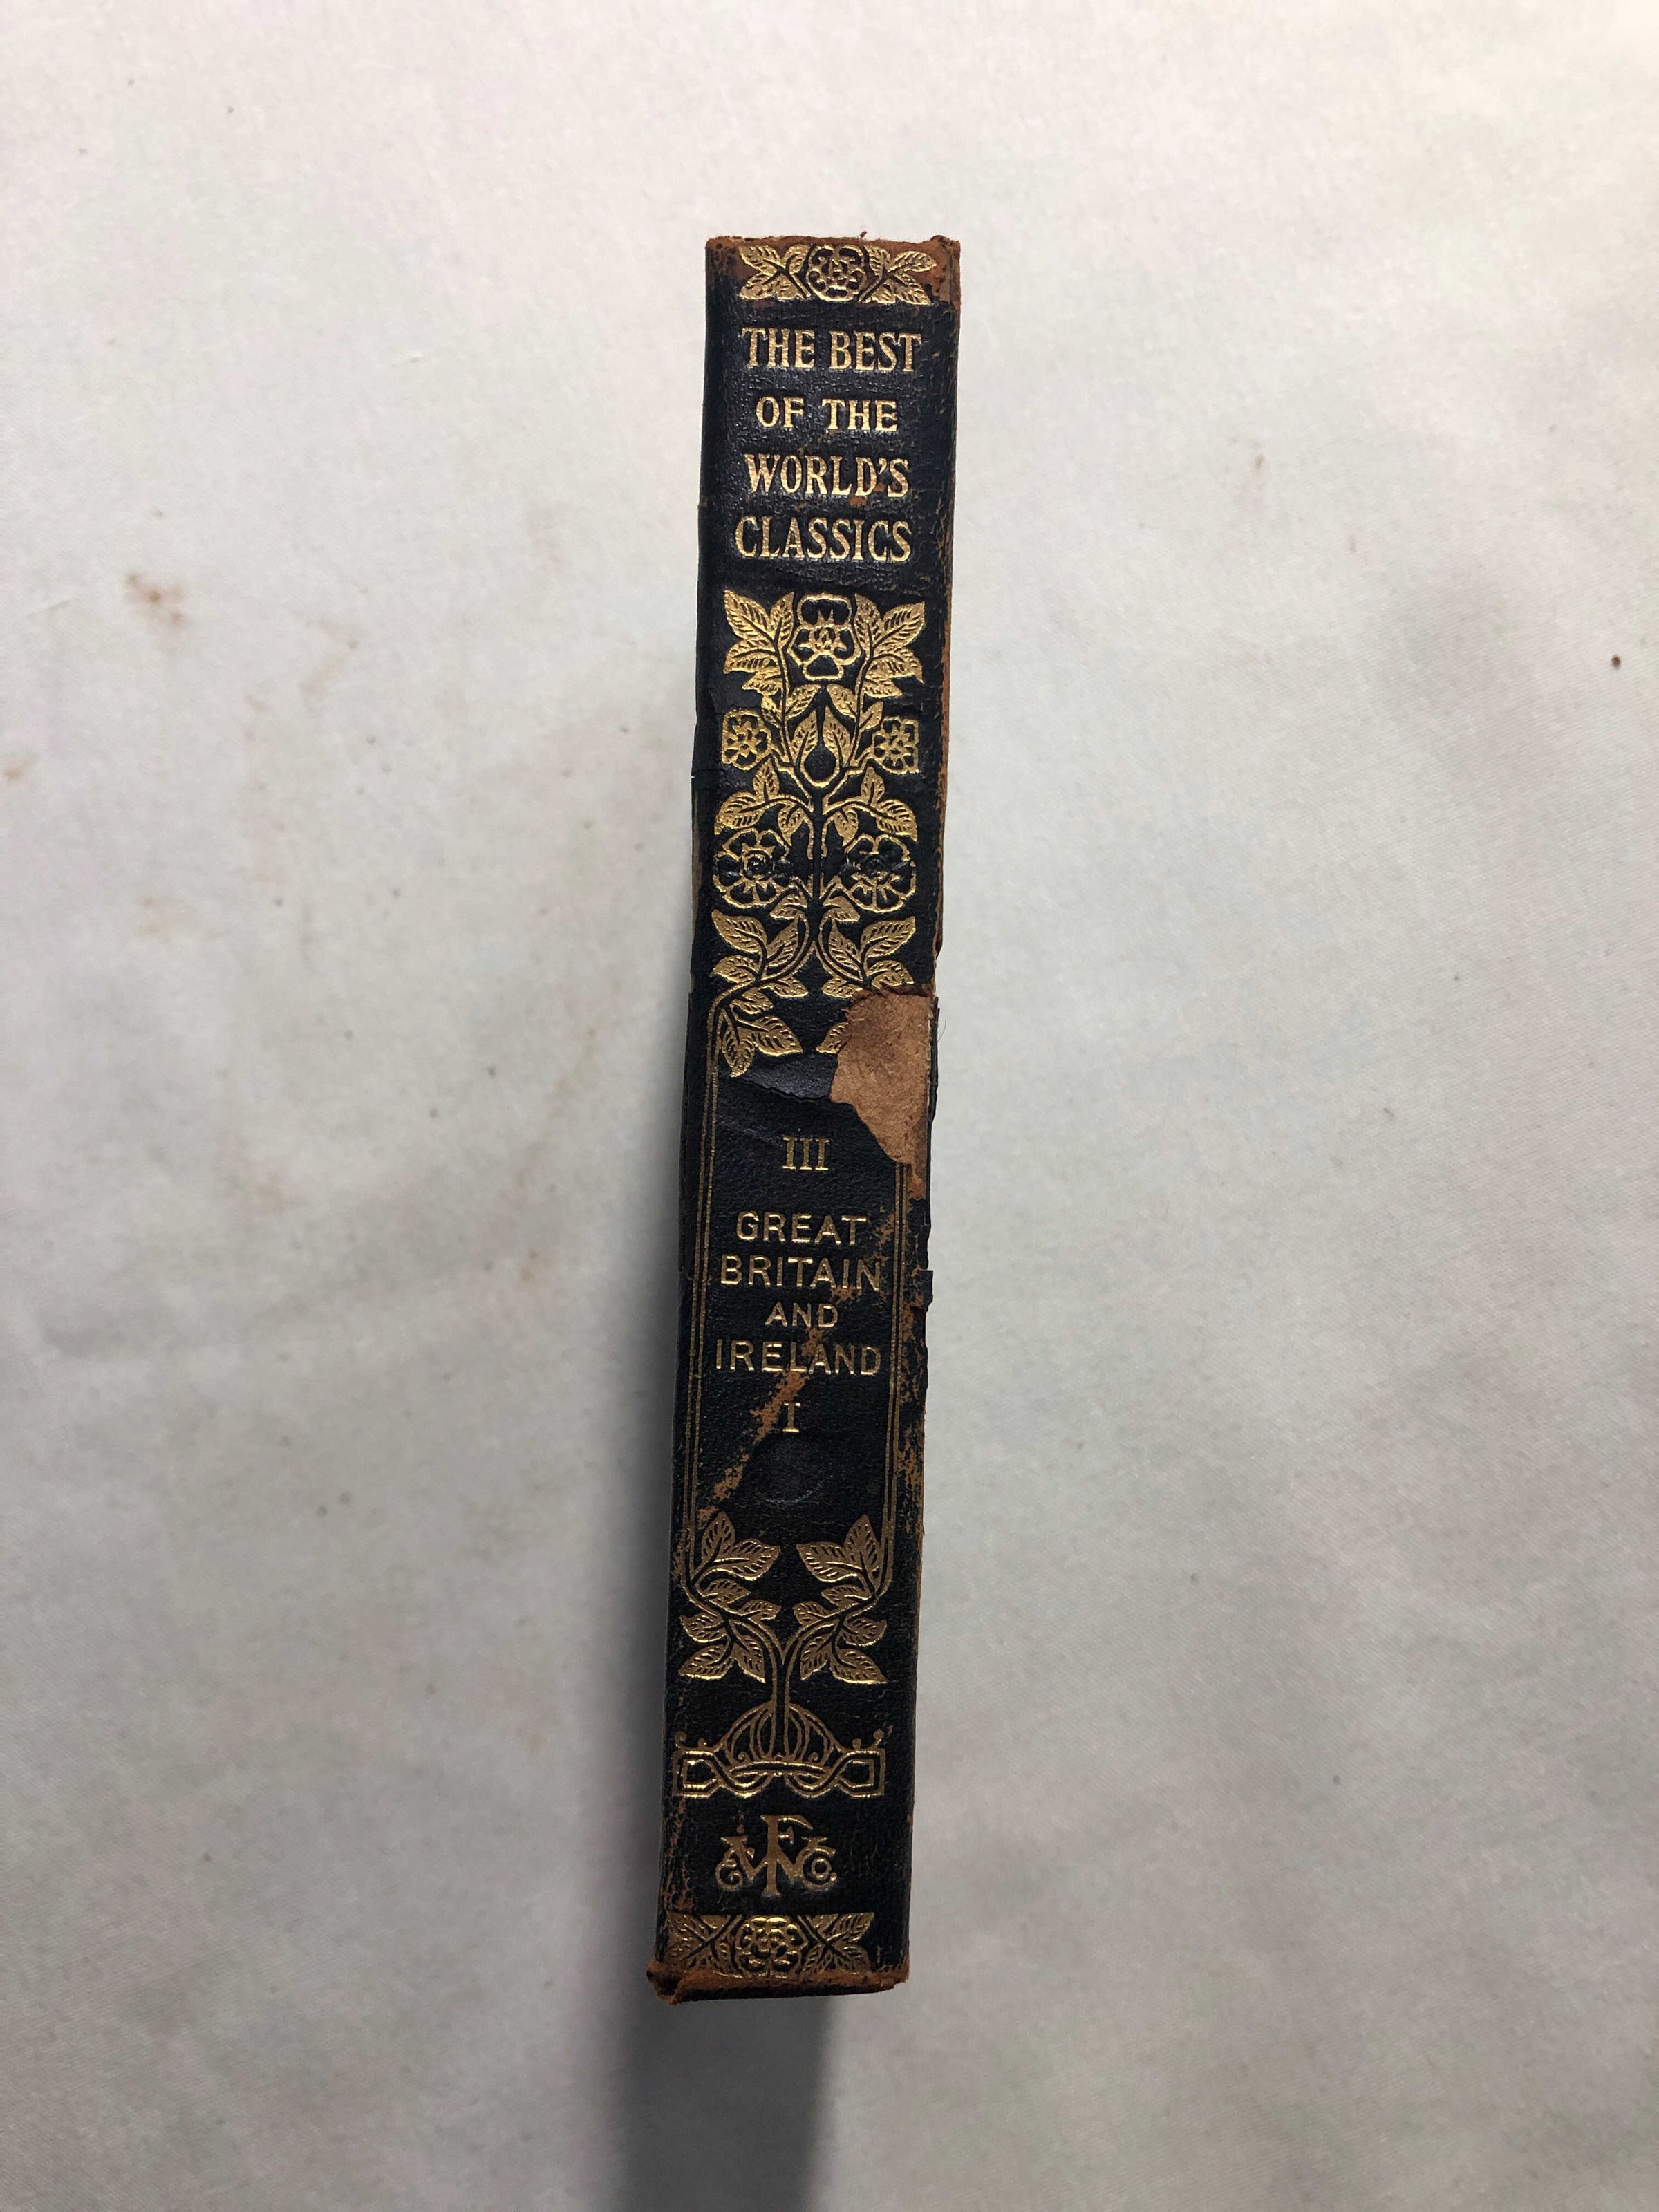 THE BEST
OF THE
WORLD'S
CLASSICS
III
GREAT
BRITAIN
AND
IRELAND
I